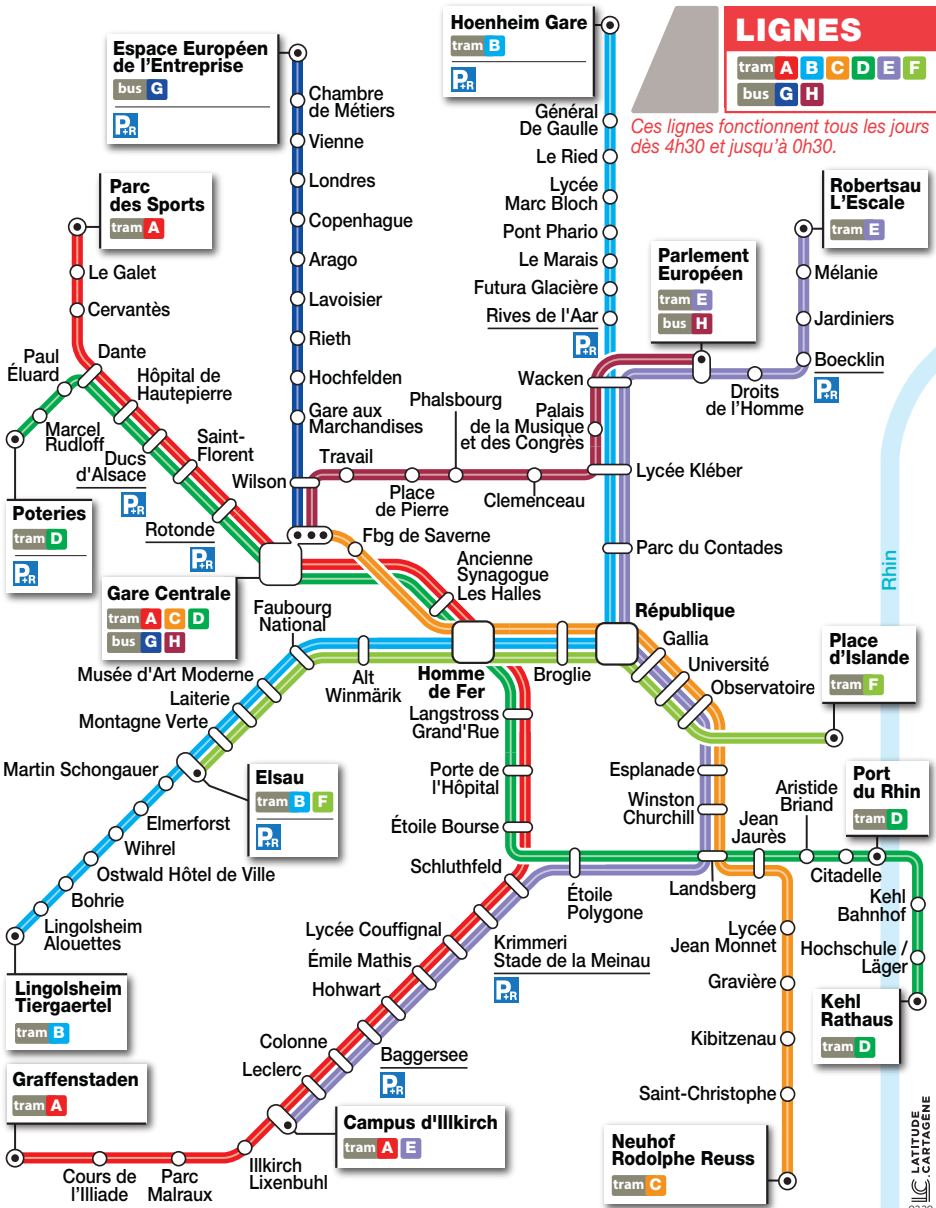 LIGNES
tram A B C D E F
bus G H
Ces lignes fonctionnent tous les jours
dès 4h30 et jusqu'à 0h30.
Espace Européen
de l'Entreprise
bus G
P+R
Chambre
de Métiers
Vienne
Londres
Copenhague
Arago
Lavoisier
Rieth
Hochfelden
Gare aux
Marchandises
Wilson
Hoenheim Gare
tram B
P+R
Général
De Gaulle
Le Ried
Lycée
Marc Bloch
Pont Phario
Le Marais
Futura Glacière
Rives de l'Aar
P+R
Wacken
Parlement
Européen
tram E
bus H
Robertsau
L'Escale
tram E
Mélanie
Jardiniers
Boecklin
P+R
Droits
de l'Homme
Parc
des Sports
tram A
Le Galet
Cervantès
Dante
Paul
Éluard
Marcel
Rudloff
Hôpital de
Hautepierre
Ducs
d'Alsace
P+R
Saint-
Florent
Rotonde
P+R
Poteries
tram D
P+R
Gare Centrale
tram A C D
bus G H
Travail
Place
de Pierre
Phalsbourg
Clemenceau
Palais
de la Musique
et des Congrès
Lycée Kléber
Parc du Contades
Fbg de Saverne
Ancienne
Synagogue
Les Halles
République
Gallia
Université
Observatoire
Place
d'Islande
tram F
Rhin
Faubourg
National
Musée d'Art Moderne
Laiterie
Montagne Verte
Alt
Winmärik
Homme
de Fer
Broglie
Langstross
Grand'Rue
Porte de
l'Hôpital
Étoile Bourse
Schluthfeld
Martin Schongauer
Elsau
tram B F
P+R
Elmerforst
Wihrel
Ostwald Hôtel de Ville
Bohrie
Lingolsheim
Alouettes
Lingolsheim
Tiergaertel
tram B
Esplanade
Winston
Churchill
Landsberg
Jean
Jaurès
Aristide
Briand
Citadelle
Port
du Rhin
tram D
Kehl
Bahnhof
Hochschule /
Läger
Kehl
Rathaus
tram D
Étoile
Polygone
Krimmeri
Stade de la Meinau
P+R
Lycée Couffignal
Émile Mathis
Hohwart
Colonne
Leclerc
Baggersee
P+R
Lycée
Jean Monnet
Gravière
Kibitzenau
Saint-Christophe
Neuhof
Rodolphe Reuss
tram C
Campus d'Illkirch
tram A E
Graffenstaden
tram A
Cours de
l'Illiade
Parc
Malraux
Illkirch
Lixenbuhl
LC LATITUDE
CARTAGÈNE